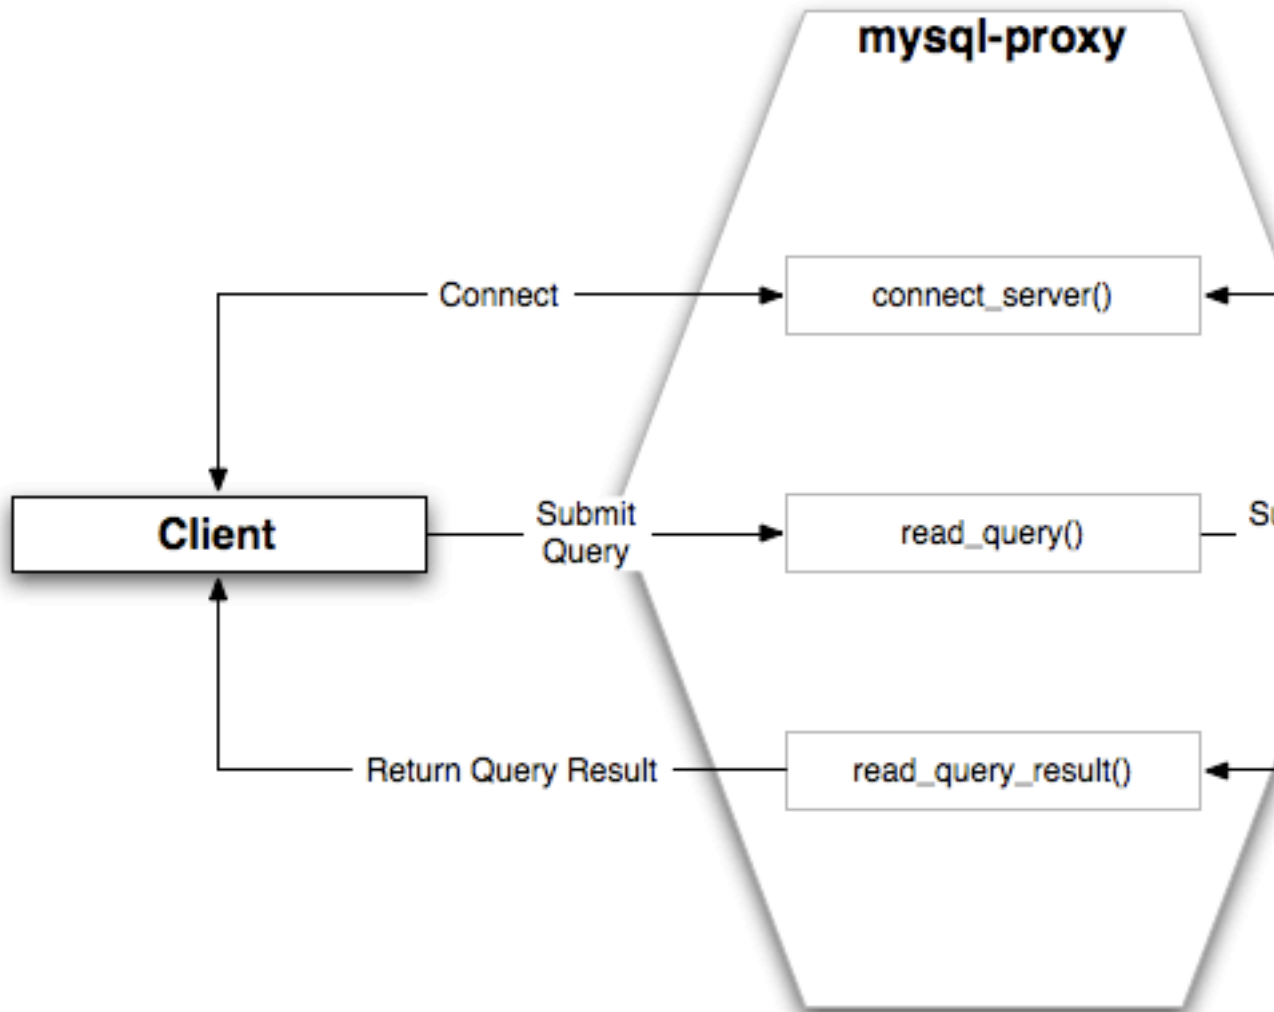 mysql-proxy
Connect
connect_server()
Client
Submit
Query
read_query()
Return Query Result
read_query_result()